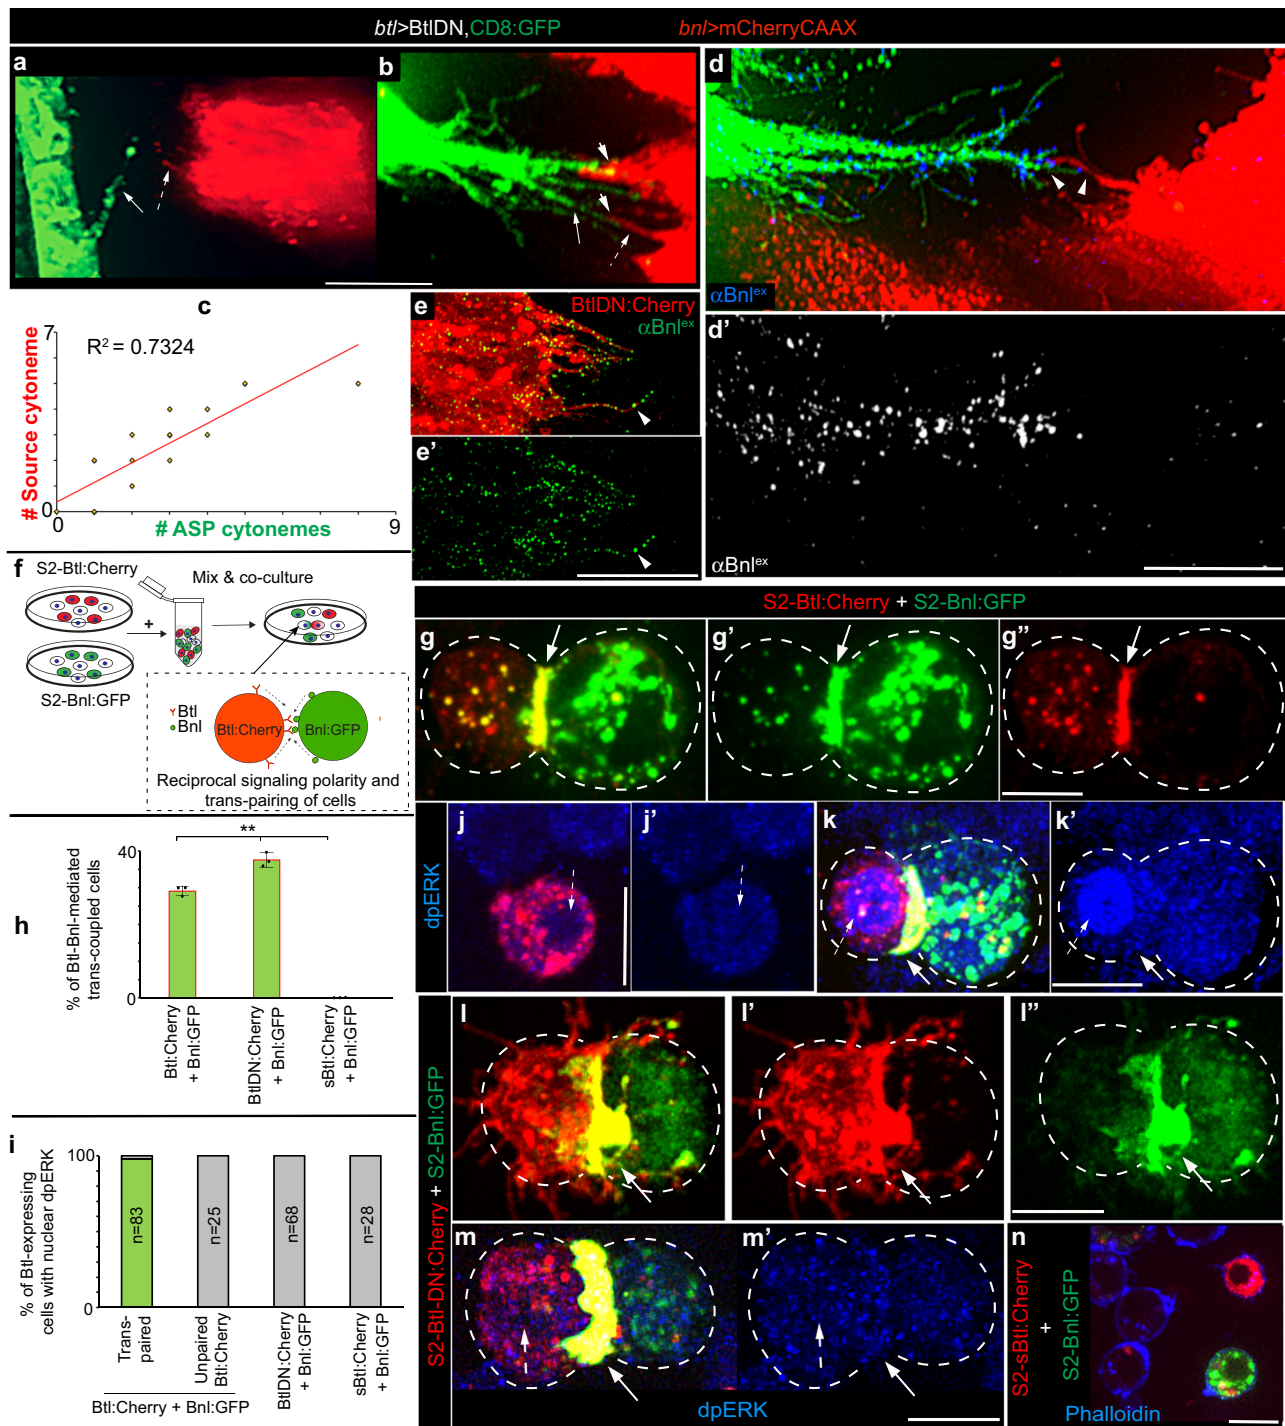 btl>BtlDN,CD8:GFP bnl>mCherryCAAX
a
b
d
αBnlex
c
7
R2 = 0.7324
# Source cytoneme
0
0
# ASP cytonemes
9
e
BtlDN:Cherry
αBnlex
e'
d'
αBnlex
f
S2-Btl:Cherry
Mix & co-culture
+
S2-Bnl:GFP
Btl
Bnl
Btl:Cherry
Bnl:GFP
Reciprocal signaling polarity and
trans-pairing of cells
S2-Btl:Cherry + S2-Bnl:GFP
g
g'
g"
h
**
40
0
% of Btl-Bnl-mediated
trans-coupled cells
Btl:Cherry
+ Bnl:GFP
BtlDN:Cherry
+ Bnl:GFP
sBtl:Cherry
+ Bnl:GFP
dpERK
j
j'
k
k'
i
100
0
% of Btl-expressing
cells with nuclear dpERK
n=83
n=25
n=68
n=28
Trans-
paired
Unpaired
Btl:Cherry
BtlDN:Cherry
+ Bnl:GFP
sBtl:Cherry
+ Bnl:GFP
Btl:Cherry + Bnl:GFP
S2-Btl-DN:Cherry + S2-Bnl:GFP
l
l'
l"
m
m'
dpERK
S2-sBtl:Cherry
+
S2-Bnl:GFP
n
Phalloidin